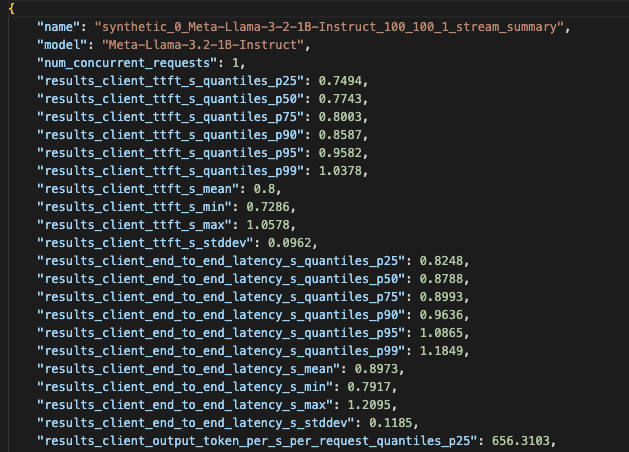 {
"name": "synthetic_0_Meta-Llama-3-2-1B-Instruct_100_100_1_stream_summary",
"model": "Meta-Llama-3.2-1B-Instruct",
"num_concurrent_requests": 1,
"results_client_ttft_s_quantiles_p25": 0.7494,
"results_client_ttft_s_quantiles_p50": 0.7743,
"results_client_ttft_s_quantiles_p75": 0.8003,
"results_client_ttft_s_quantiles_p90": 0.8587,
"results_client_ttft_s_quantiles_p95": 0.9582,
"results_client_ttft_s_quantiles_p99": 1.0378,
"results_client_ttft_s_mean": 0.8,
"results_client_ttft_s_min": 0.7286,
"results_client_ttft_s_max": 1.0578,
"results_client_ttft_s_stddev": 0.0962,
"results_client_end_to_end_latency_s_quantiles_p25": 0.8248,
"results_client_end_to_end_latency_s_quantiles_p50": 0.8788,
"results_client_end_to_end_latency_s_quantiles_p75": 0.8993,
"results_client_end_to_end_latency_s_quantiles_p90": 0.9636,
"results_client_end_to_end_latency_s_quantiles_p95": 1.0865,
"results_client_end_to_end_latency_s_quantiles_p99": 1.1849,
"results_client_end_to_end_latency_s_mean": 0.8973,
"results_client_end_to_end_latency_s_min": 0.7917,
"results_client_end_to_end_latency_s_max": 1.2095,
"results_client_end_to_end_latency_s_stddev": 0.1185,
"results_client_output_token_per_s_per_request_quantiles_p25": 656.3103,